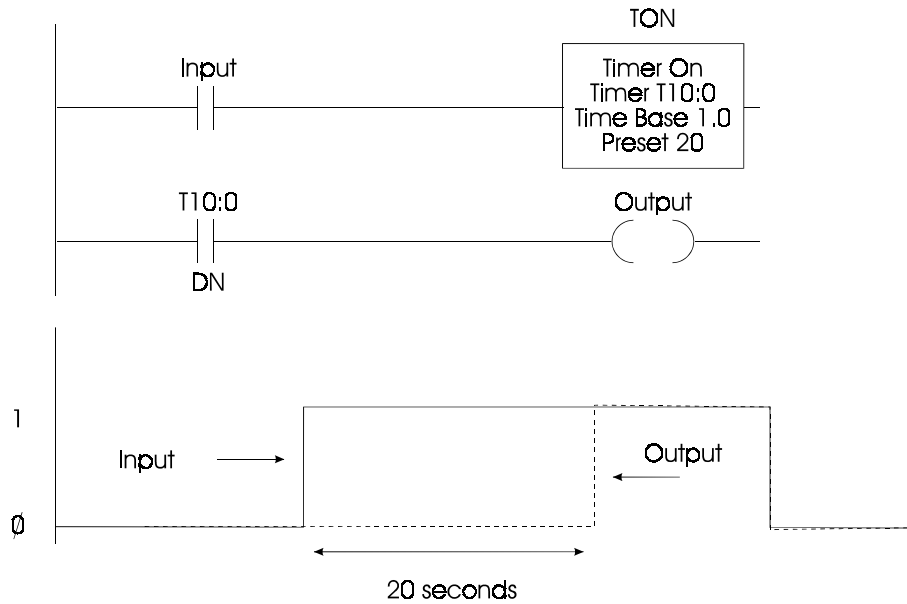 TON
Input
Timer On
Timer T10:0
Time Base 1.0
Preset 20
T10:0
Output
DN
1
Input
Output
0
20 seconds